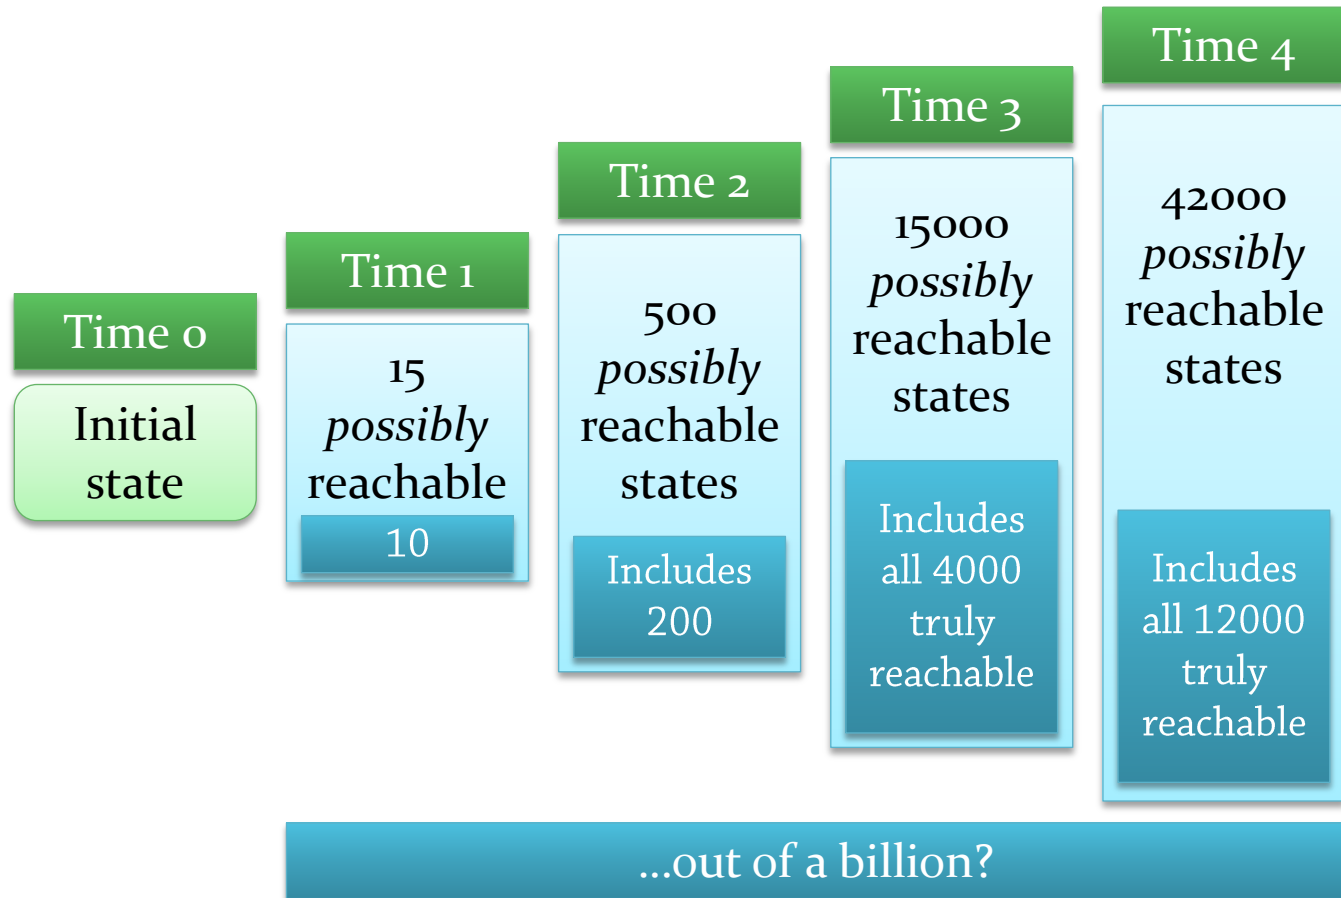 Time 0
Initial
state
Time 1
15
possibly
reachable
10
Time 2
500
possibly
reachable
states
Includes
200
Time 3
15000
possibly
reachable
states
Includes
all 4000
truly
reachable
Time 4
42000
possibly
reachable
states
Includes
all 12000
truly
reachable
...out of a billion?